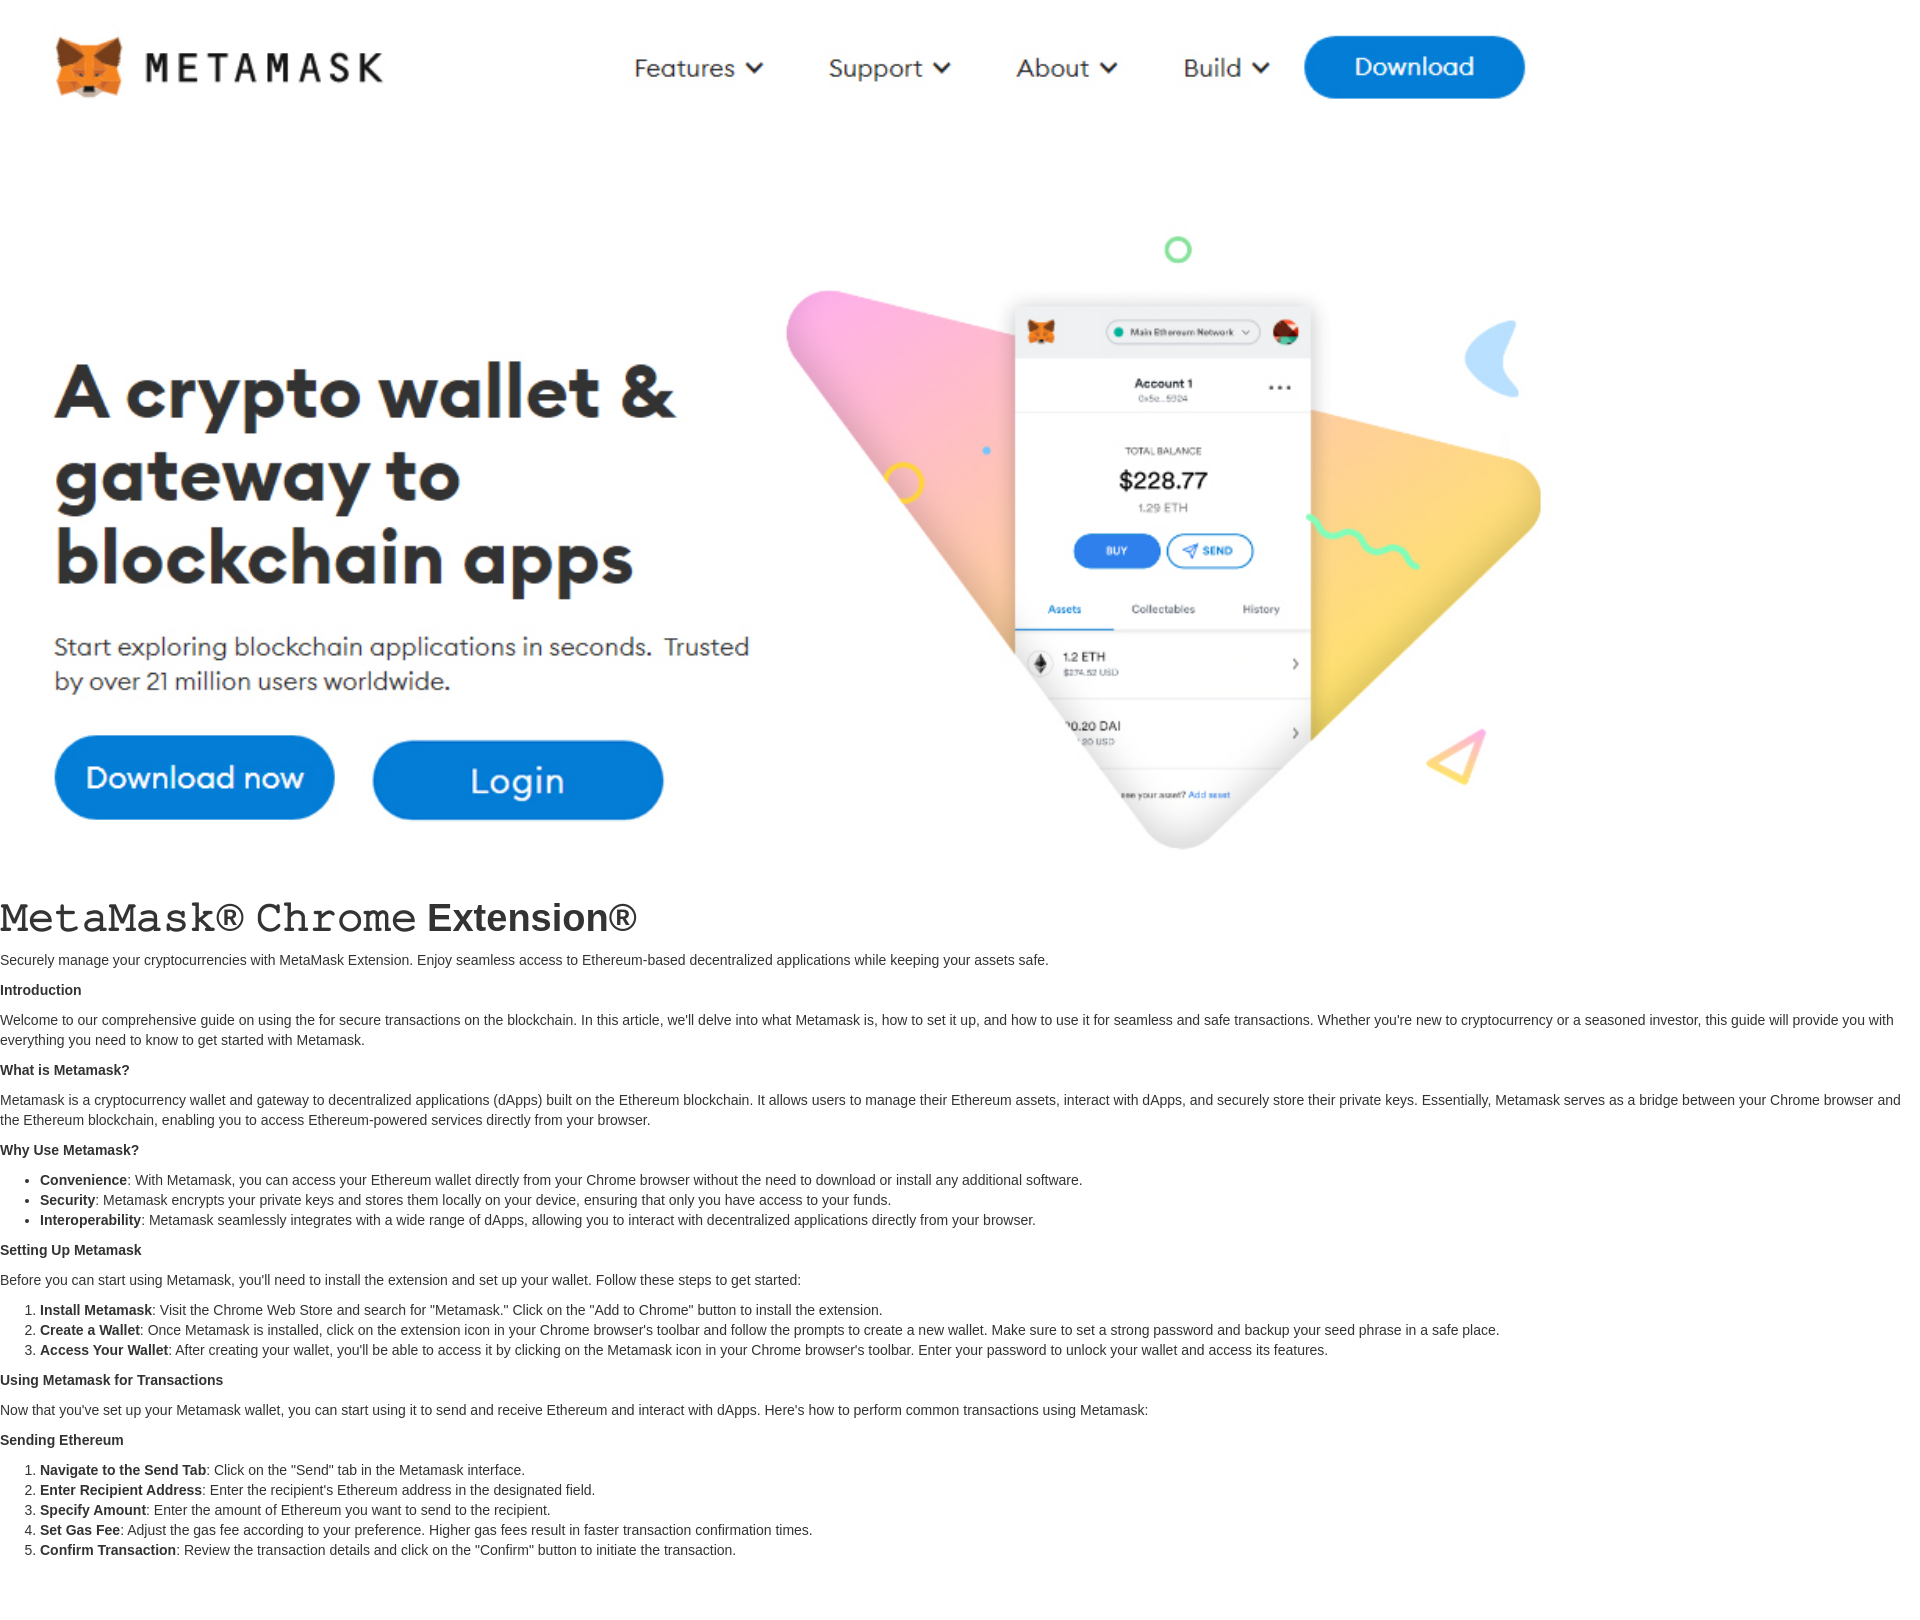 METAMASK
Features
Support
About
Build
Download
A crypto wallet &
gateway to
blockchain apps
Start exploring blockchain applications in seconds. Trusted
by over 21 million users worldwide.
Download now
Login
Main Ethereum Network
Account 1
0x5e...5924
TOTAL BALANCE
$228.77
1.29 ETH
BUY
SEND
Assets
Collectables
History
1.2 ETH
$274.52 USD
0.20 DAI
20 USD
your asset? Add asset
𝙼𝚎𝚝𝚊𝙼𝚊𝚜𝚔® 𝙲𝚑𝚛𝚘𝚖𝚎 Extension®
Securely manage your cryptocurrencies with MetaMask Extension. Enjoy seamless access to Ethereum-based decentralized applications while keeping your assets safe.
Introduction
Welcome to our comprehensive guide on using the for secure transactions on the blockchain. In this article, we'll delve into what Metamask is, how to set it up, and how to use it for seamless and safe transactions. Whether you're new to cryptocurrency or a seasoned investor, this guide will provide you with
everything you need to know to get started with Metamask.
What is Metamask?
Metamask is a cryptocurrency wallet and gateway to decentralized applications (dApps) built on the Ethereum blockchain. It allows users to manage their Ethereum assets, interact with dApps, and securely store their private keys. Essentially, Metamask serves as a bridge between your Chrome browser and
the Ethereum blockchain, enabling you to access Ethereum-powered services directly from your browser.
Why Use Metamask?
• Convenience: With Metamask, you can access your Ethereum wallet directly from your Chrome browser without the need to download or install any additional software.
• Security: Metamask encrypts your private keys and stores them locally on your device, ensuring that only you have access to your funds.
• Interoperability: Metamask seamlessly integrates with a wide range of dApps, allowing you to interact with decentralized applications directly from your browser.
Setting Up Metamask
Before you can start using Metamask, you'll need to install the extension and set up your wallet. Follow these steps to get started:
1. Install Metamask: Visit the Chrome Web Store and search for "Metamask." Click on the "Add to Chrome" button to install the extension.
2. Create a Wallet: Once Metamask is installed, click on the extension icon in your Chrome browser's toolbar and follow the prompts to create a new wallet. Make sure to set a strong password and backup your seed phrase in a safe place.
3. Access Your Wallet: After creating your wallet, you'll be able to access it by clicking on the Metamask icon in your Chrome browser's toolbar. Enter your password to unlock your wallet and access its features.
Using Metamask for Transactions
Now that you've set up your Metamask wallet, you can start using it to send and receive Ethereum and interact with dApps. Here's how to perform common transactions using Metamask:
Sending Ethereum
1. Navigate to the Send Tab: Click on the "Send" tab in the Metamask interface.
2. Enter Recipient Address: Enter the recipient's Ethereum address in the designated field.
3. Specify Amount: Enter the amount of Ethereum you want to send to the recipient.
4. Set Gas Fee: Adjust the gas fee according to your preference. Higher gas fees result in faster transaction confirmation times.
5. Confirm Transaction: Review the transaction details and click on the "Confirm" button to initiate the transaction.